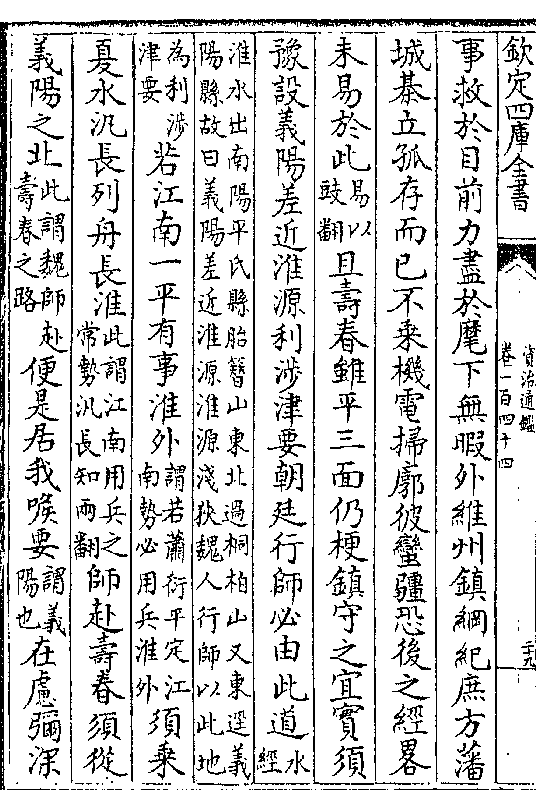 欽定四庫全書
資治通鑑
卷一百四十四
二十九
事救於目前力盡於麾下無暇外維州鎮綱紀庶方藩
城棊立孤存而已不乗機電掃廓彼蠻疆恐後之經畧
未易於此易以豉翻且壽春雖平三面仍梗鎮守之宜實須
豫設義陽差近淮源利涉津要朝廷行師必由此道水經
淮水出南陽平氏縣胎簪山東北過桐柏山又東逕義
陽縣故曰義陽差近淮源淮源淺狹魏人行師以此地
為利涉津要若江南一平有事淮外謂若蕭衍平定江南勢必用兵淮外須乗
夏水汎長列舟長淮此謂江南用兵之常勢汎長知兩翻師赴壽春須從
義陽之北此謂魏師赴壽春之路便是居我喉要謂義陽也在慮彌深